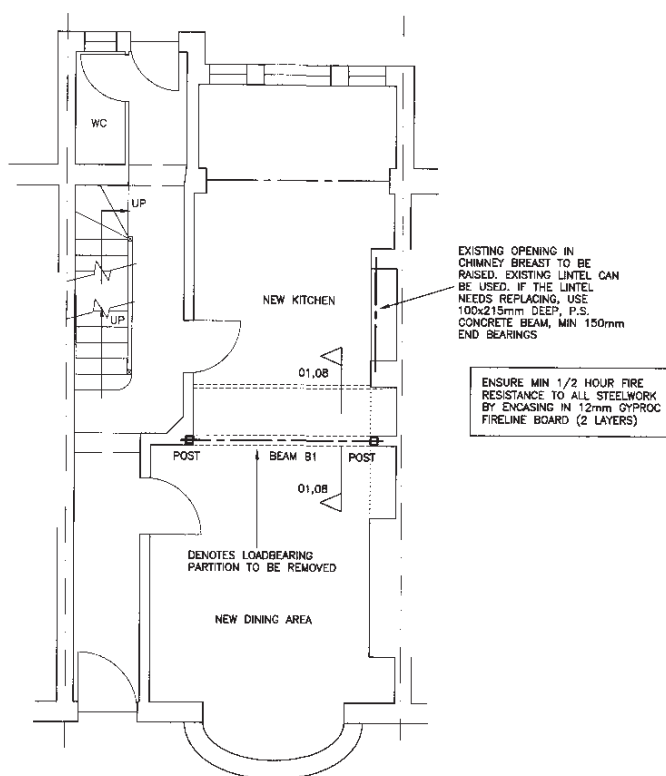 WC
UP
EXISTING OPENING IN
CHIMNEY BREAST TO BE
RAISED. EXISTING LINTEL CAN
BE USED. IF THE LINTEL
NEEDS REPLACING, USE
100x215mm DEEP, P.S.
CONCRETE BEAM, MIN 150mm
END BEARINGS
NEW KITCHEN
UP
01,08
ENSURE MIN 1/2 HOUR FIRE
RESISTANCE TO ALL STEELWORK
BY ENCASING IN 12mm GYPROC
FIRELINE BOARD (2 LAYERS)
POST BEAM B1 POST
01,08
DENOTES LOADBEARING
PARTITION TO BE REMOVED
NEW DINING AREA